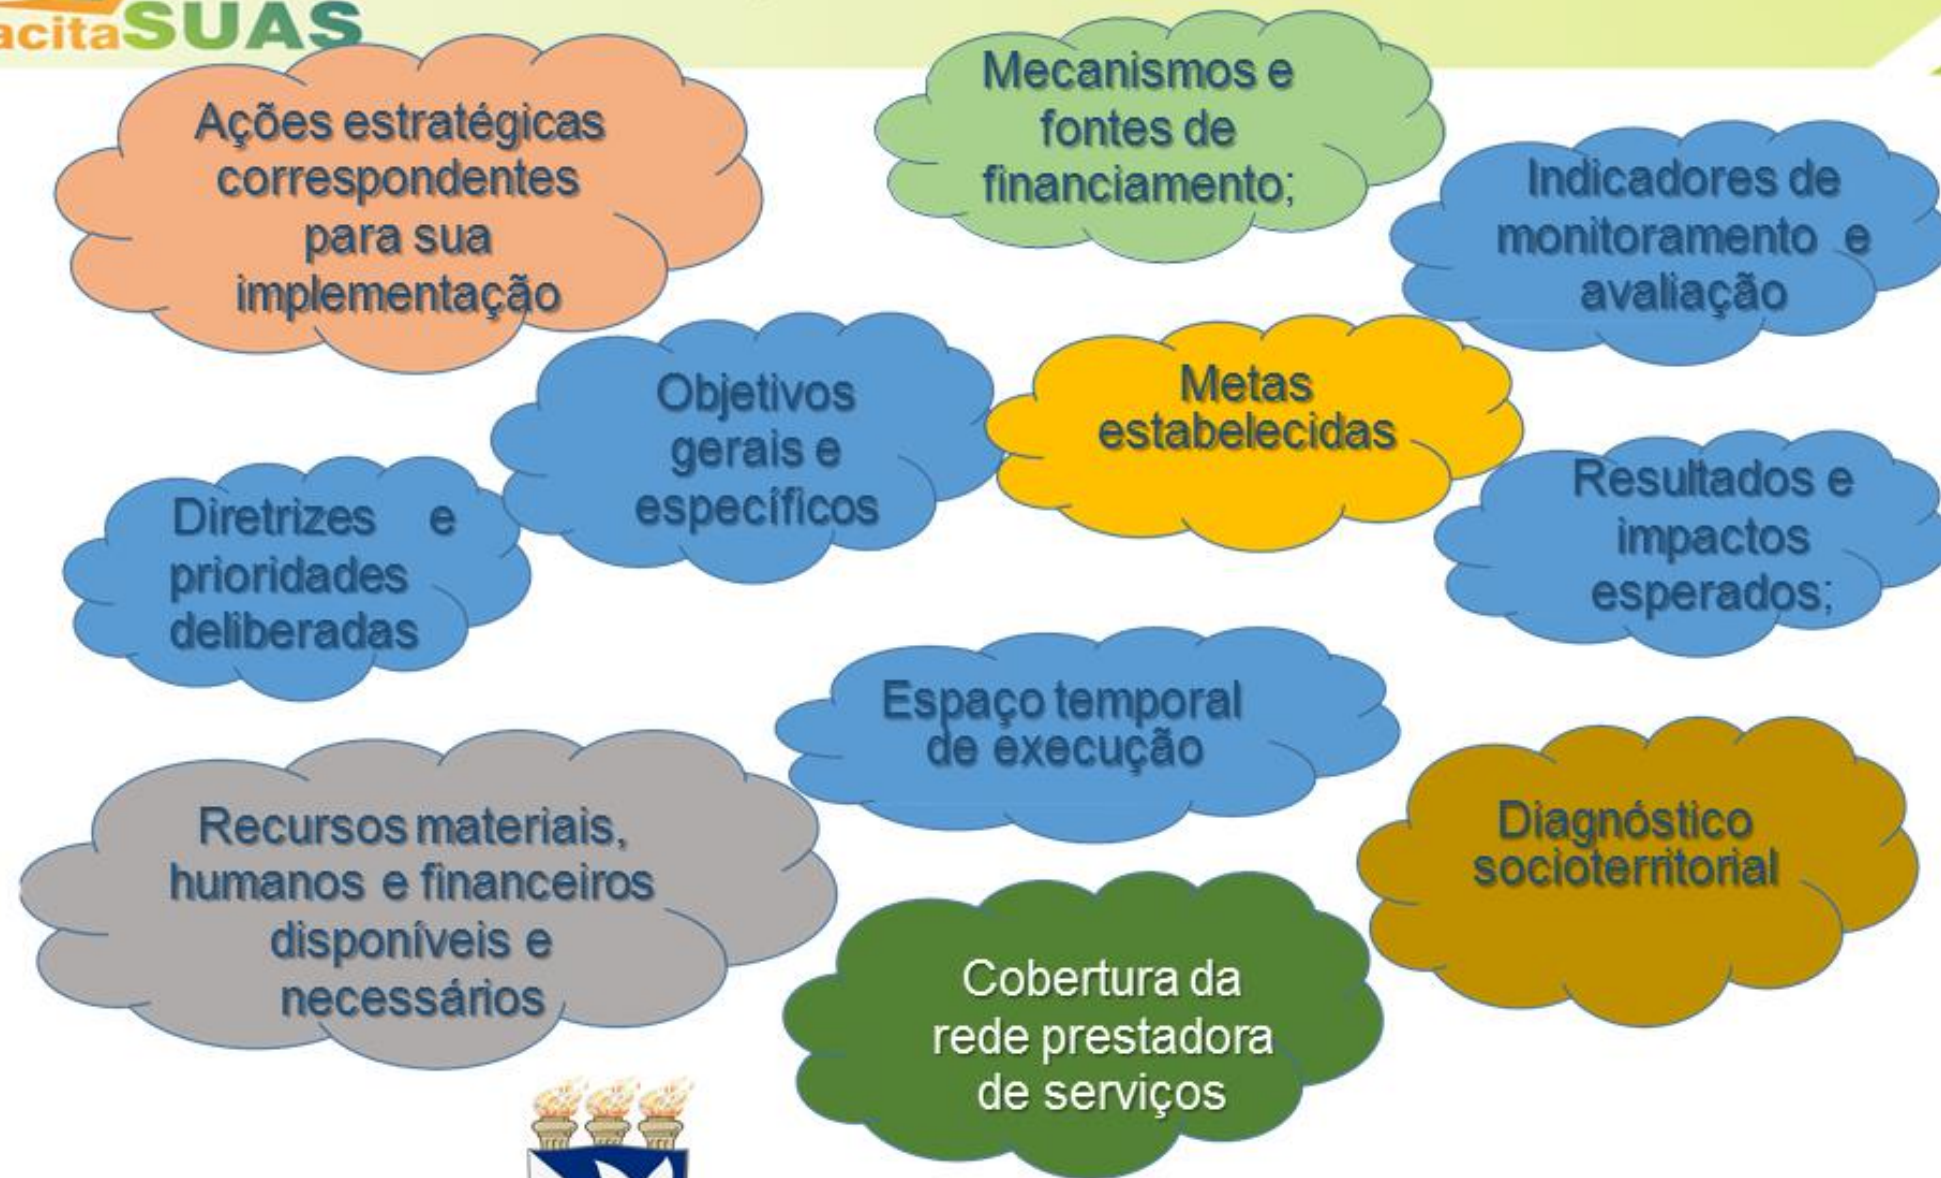 acitaSUAS
Ações estratégicas
correspondentes
para sua
implementação
Mecanismos e
fontes de
financiamento;
Indicadores de
monitoramento e
avaliação
Objetivos
gerais e
específicos
Metas
estabelecidas
Diretrizes e
prioridades
deliberadas
Resultados e
impactos
esperados;
Espaço temporal
de execução
Recursos materiais,
humanos e financeiros
disponíveis e
necessários
Diagnóstico
socioterritorial
Cobertura da
rede prestadora
de serviços